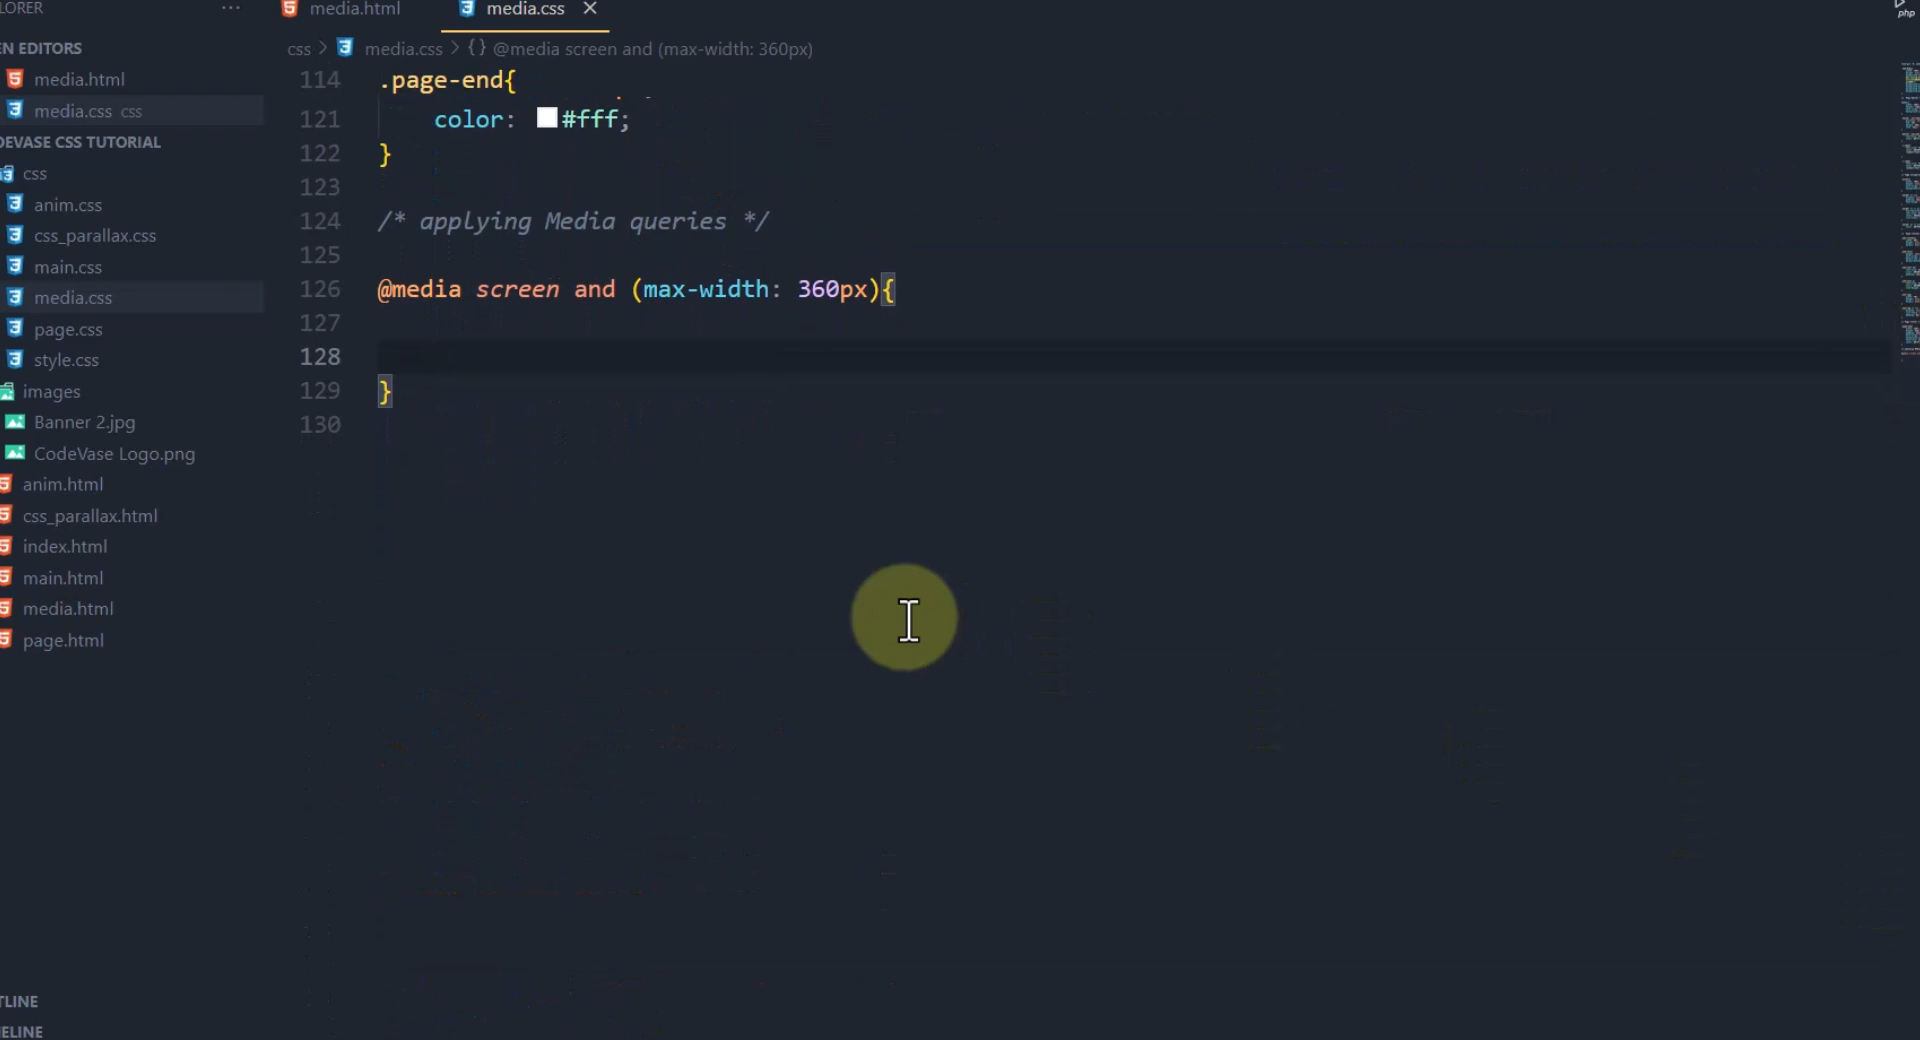 LORER ...
EN EDITORS
media.html
media.css css
DEVASE CSS TUTORIAL
css
anim.css
css_parallax.css
main.css
media.css
page.css
style.css
images
Banner 2.jpg
CodeVase Logo.png
anim.html
css_parallax.html
index.html
main.html
media.html
page.html
TLINE
ELINE
media.html media.css
php
css > media.css > {} @media screen and (max-width: 360px)
114 .page-end{
121 color: #fff;
122 }
123
124 /* applying Media queries */
125
126 @media screen and (max-width: 360px){
127
128
129 }
130